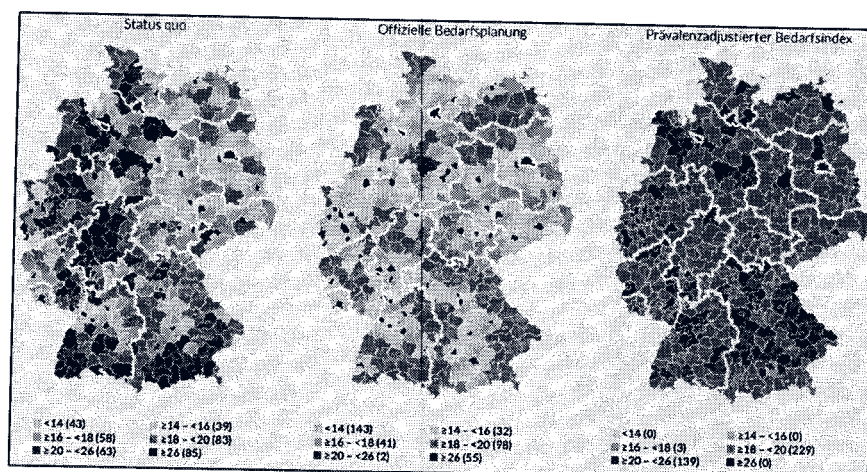 Status quo
Offizielle Bedarfsplanung
Prävalenzadjustierter Bedarfsindex
<14 (43)
≥14 – <16 (39)
≥16 – <18 (58)
≥18 – <20 (83)
≥20 – <26 (63)
≥26 (85)
<14 (143)
≥14 – <16 (32)
≥16 – <18 (41)
≥18 – <20 (98)
≥20 – <26 (2)
≥26 (55)
<14 (0)
≥14 – <16 (0)
≥16 – <18 (3)
≥18 – <20 (229)
≥20 – <26 (139)
≥26 (0)